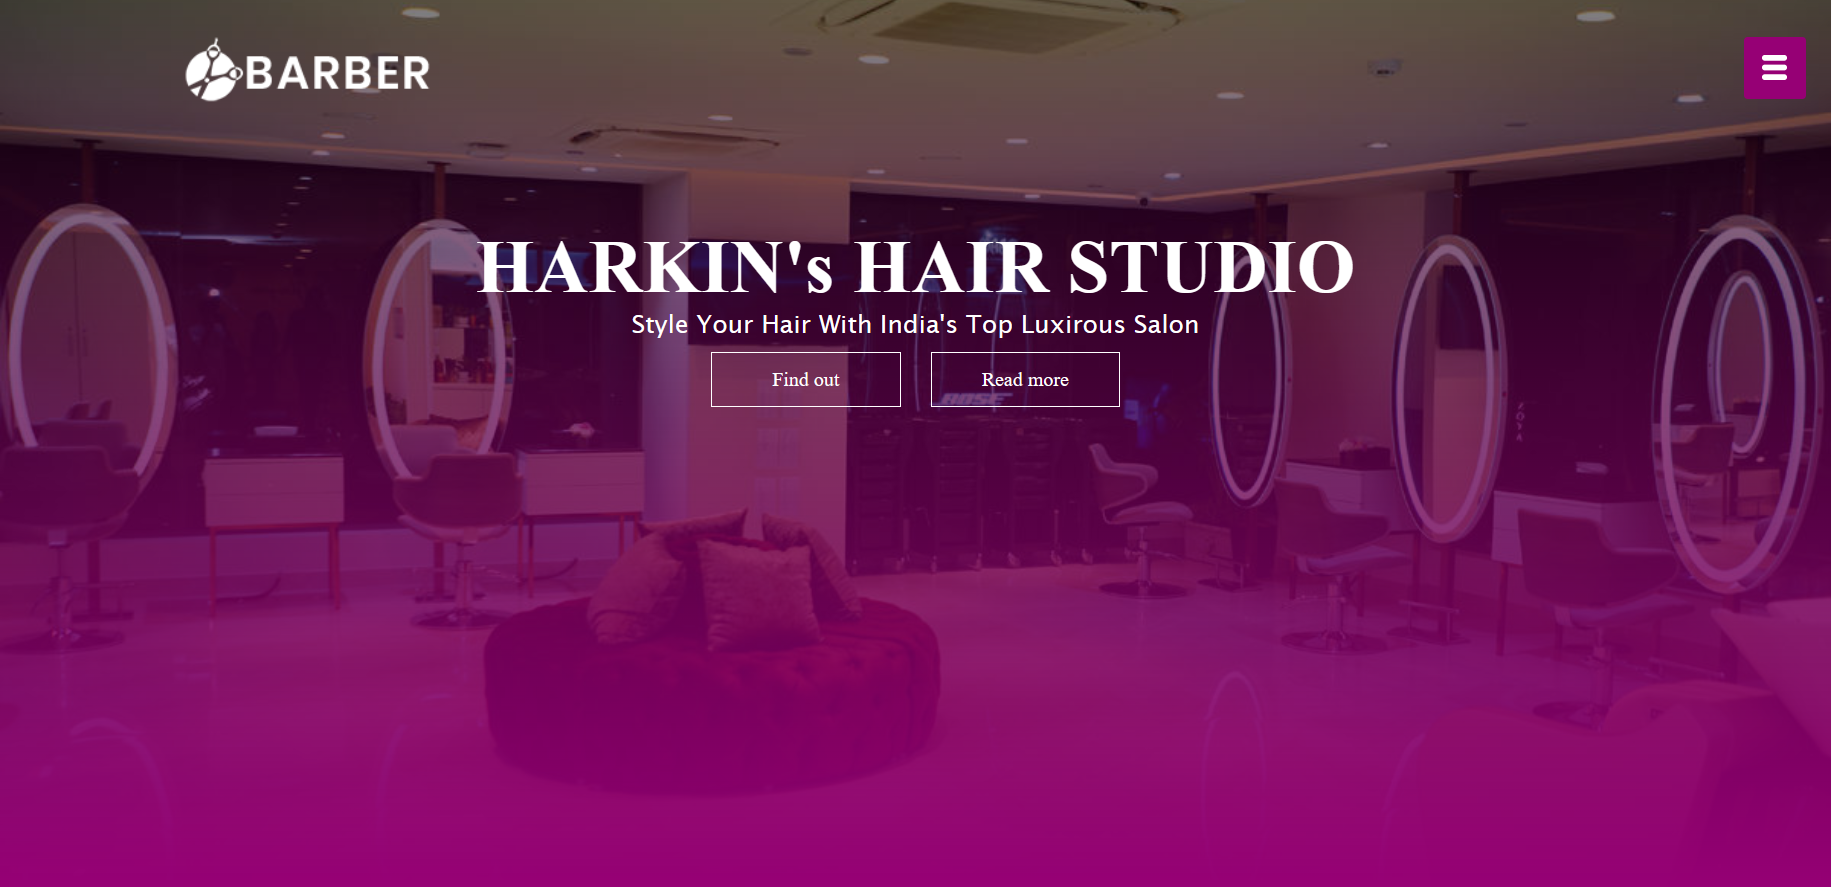 BARBER
HARKIN's HAIR STUDIO
Style Your Hair With India's Top Luxirous Salon
Find out
Read more
BOSE